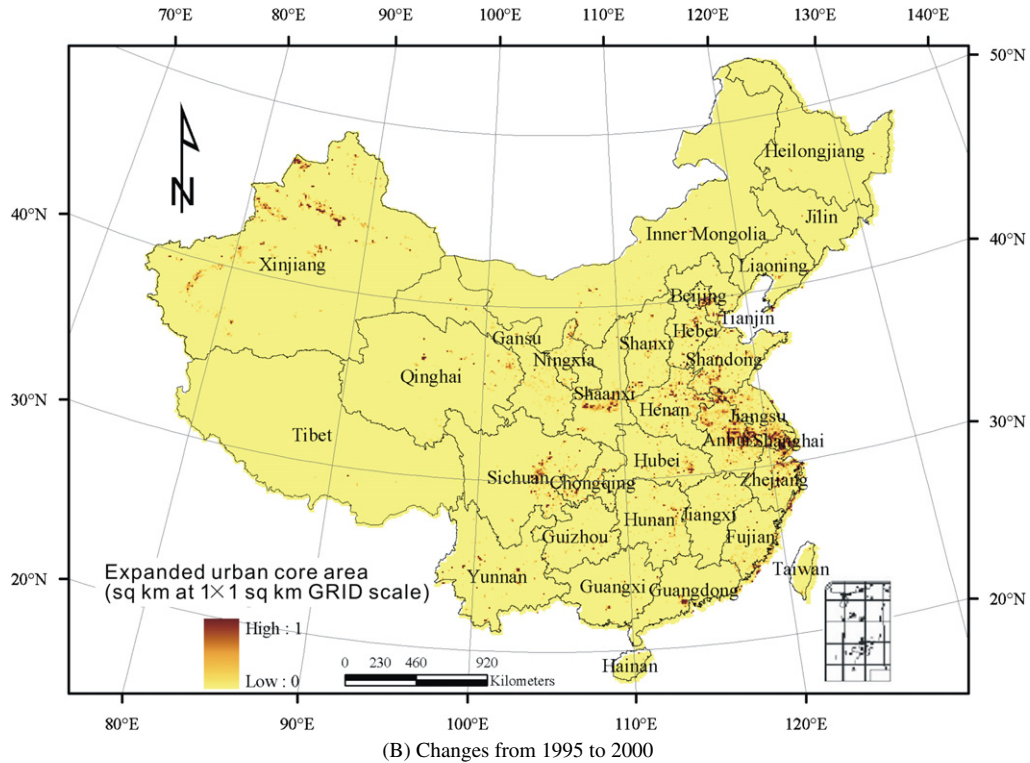 70°E 80°E 90°E 100°E 110°E 120°E 130°E 140°E
50°N
Heilongjiang
N
40°N
Jilin
40°N
Inner Mongolia
Xinjiang
Liaoning
Beijing
Tianjin
Gansu
Hebei
Shanxi
Ningxia
Shandong
Qinghai
Shaanxi
30°N
Henan
Jiangsu
30°N
Tibet
Anhui
Shanghai
Hubei
Sichuan
Chongqing
Zhejiang
Hunan
Jiangxi
Guizhou
Fujian
Taiwan
Expanded urban core area
(sq km at 1×1 sq km GRID scale)
20°N
Yunnan
Guangxi
Guangdong
20°N
High : 1
Low : 0
Hainan
0 230 460 920
Kilometers
80°E 90°E 100°E 110°E 120°E
(B) Changes from 1995 to 2000